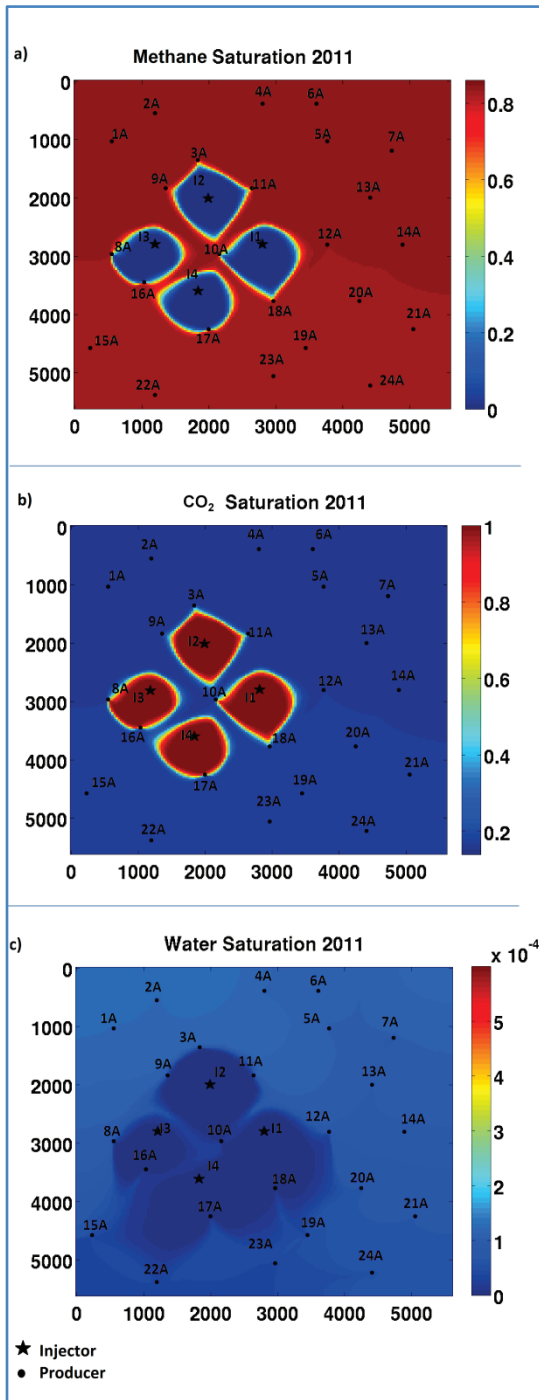 a)
Methane Saturation 2011
0
1000
2000
3000
4000
5000
0 1000 2000 3000 4000 5000
2A
4A
6A
1A
5A
7A
3A
9A
I2
11A
13A
I3
8A
10A
I1
12A
14A
16A
I4
18A
20A
17A
21A
15A
19A
23A
22A
24A
0.8
0.6
0.4
0.2
0
b)
CO₂ Saturation 2011
0
1000
2000
3000
4000
5000
0 1000 2000 3000 4000 5000
2A
4A
6A
1A
5A
7A
3A
9A
I2
11A
13A
8A
I3
10A
I1
12A
14A
16A
I4
18A
20A
17A
21A
15A
19A
23A
22A
24A
1
0.8
0.6
0.4
0.2
c)
Water Saturation 2011
0
1000
2000
3000
4000
5000
0 1000 2000 3000 4000 5000
2A
4A
6A
1A
5A
7A
3A
9A
I2
11A
13A
8A
I3
10A
I1
12A
14A
16A
I4
18A
20A
17A
21A
15A
19A
23A
22A
24A
x 10⁻⁴
5
4
3
2
1
0
★ Injector
● Producer